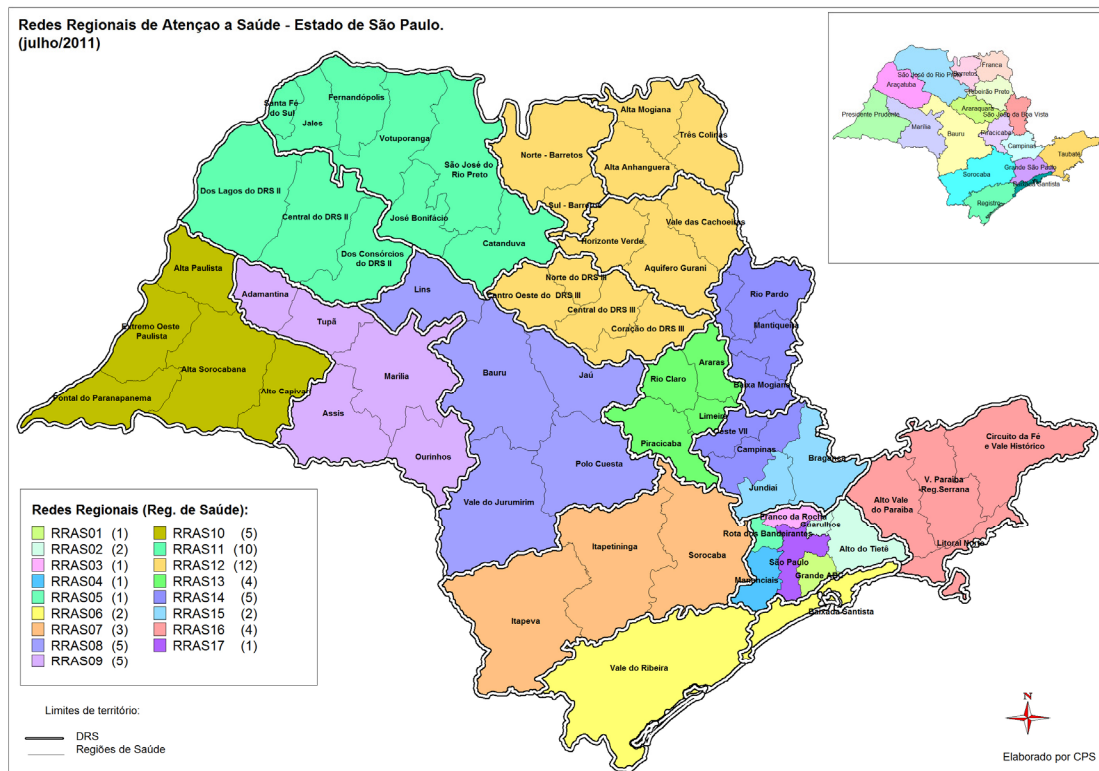 Redes Regionais de Atençao a Saúde - Estado de São Paulo.
(julho/2011)
Franca
São José do Rio Preto
Barretos
Araçatuba
Ribeirão Preto
Araraquara
São João da Boa Vista
Presidente Prudente
Marília
Bauru
Piracicaba
Campinas
Taubaté
Sorocaba
Grande São Paulo
Baixada Santista
Registro
Santa Fé
do Sul
Jales
Fernandópolis
Votuporanga
São José do
Rio Preto
Dos Lagos do DRS II
Central do DRS II
José Bonifácio
Dos Consórcios
do DRS II
Catanduva
Norte - Barretos
Sul - Barretos
Alta Mogiana
Três Colinas
Alta Anhanguera
Vale das Cachoeiras
Horizonte Verde
Aquifero Gurani
Norte do DRS III
Centro Oeste do DRS III
Central do DRS III
Coração do DRS III
Alta Paulista
Extremo Oeste
Paulista
Alta Sorocabana
Alto Capivari
Pontal do Paranapanema
Adamantina
Tupã
Marilia
Assis
Ourinhos
Lins
Bauru
Jaú
Polo Cuesta
Vale do Jurumirim
Rio Pardo
Mantiqueira
Baixa Mogiana
Araras
Rio Claro
Limeira
Piracicaba
Oeste VII
Campinas
Bragança
Jundiaí
Circuito da Fé
e Vale Histórico
V. Paraiba
Reg.Serrana
Alto Vale
do Paraiba
Litoral Norte
Franco da Rocha
Guarulhos
Rota dos Bandeirantes
Alto do Tietê
São Paulo
Grande ABC
Mananciais
Baixada Santista
Itapetininga
Sorocaba
Itapeva
Vale do Ribeira
Redes Regionais (Reg. de Saúde):
RRAS01 (1) RRAS10 (5)
RRAS02 (2) RRAS11 (10)
RRAS03 (1) RRAS12 (12)
RRAS04 (1) RRAS13 (4)
RRAS05 (1) RRAS14 (5)
RRAS06 (2) RRAS15 (2)
RRAS07 (3) RRAS16 (4)
RRAS08 (5) RRAS17 (1)
RRAS09 (5)
Limites de território:
DRS
Regiões de Saúde
N
Elaborado por CPS